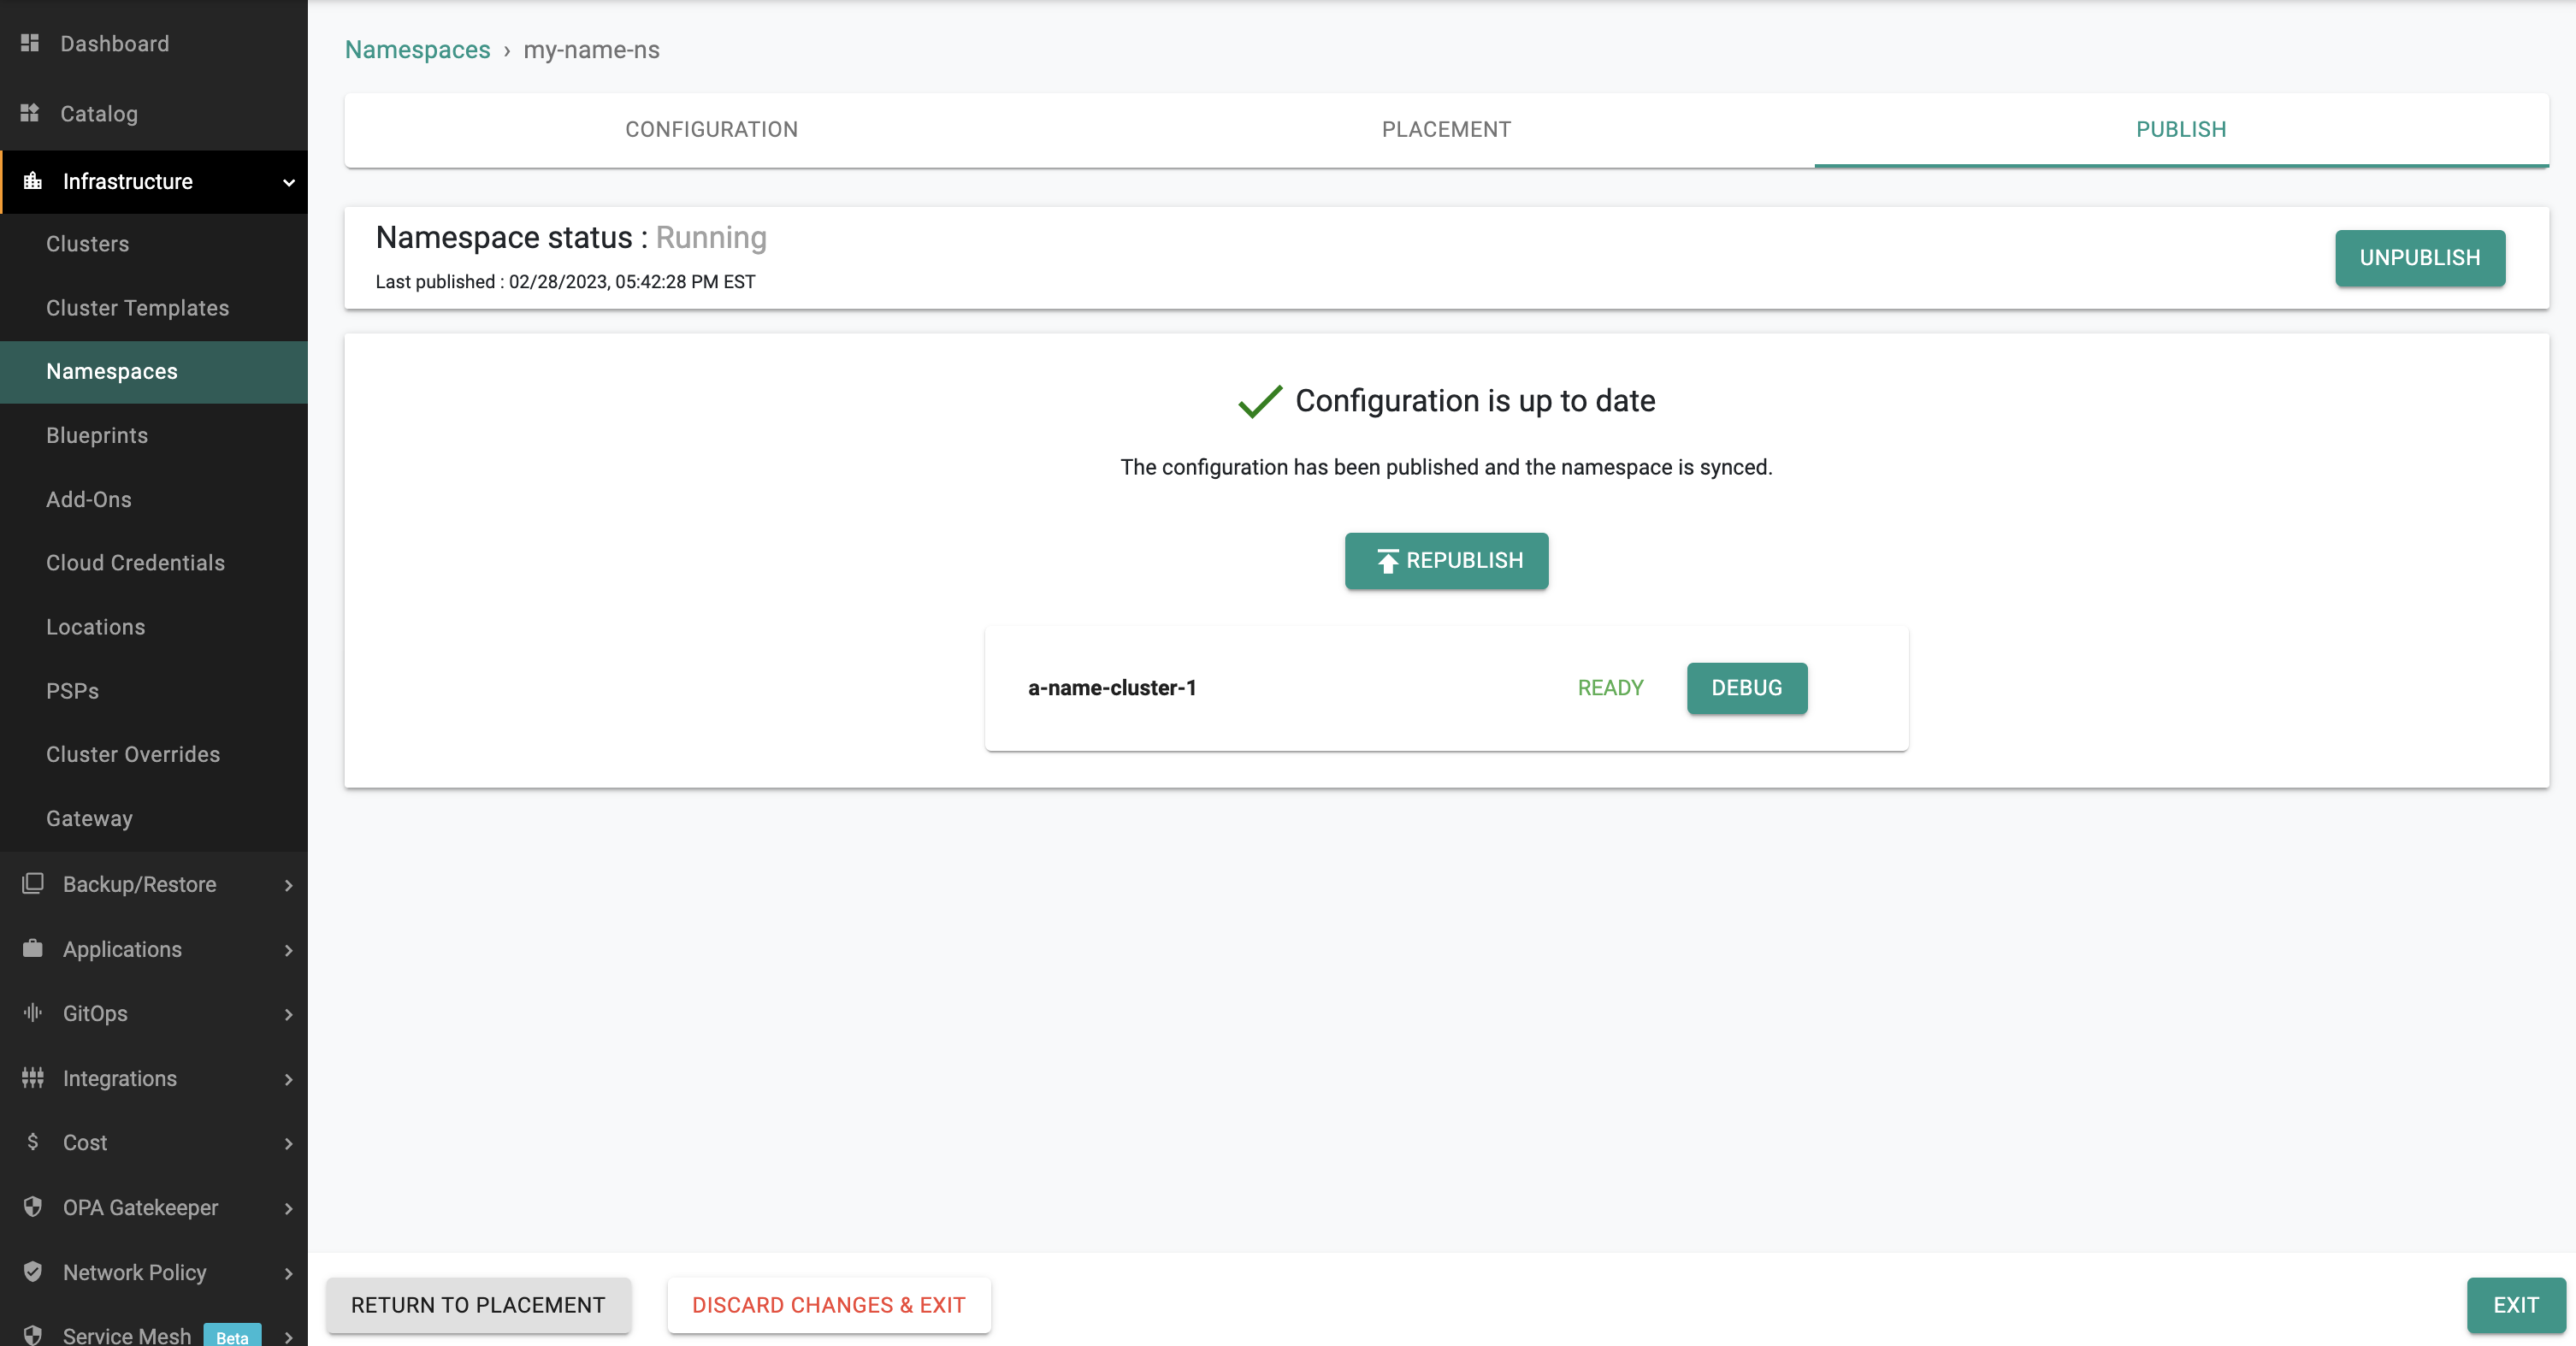 Dashboard
Catalog
Infrastructure
Clusters
Cluster Templates
Namespaces
Blueprints
Add-Ons
Cloud Credentials
Locations
PSPs
Cluster Overrides
Gateway
Backup/Restore
Applications
GitOps
Integrations
Cost
OPA Gatekeeper
Network Policy
Service Mesh Beta
Namespaces › my-name-ns
CONFIGURATION PLACEMENT PUBLISH
Namespace status : Running
Last published : 02/28/2023, 05:42:28 PM EST
UNPUBLISH
Configuration is up to date
The configuration has been published and the namespace is synced.
REPUBLISH
a-name-cluster-1 READY DEBUG
RETURN TO PLACEMENT DISCARD CHANGES & EXIT EXIT